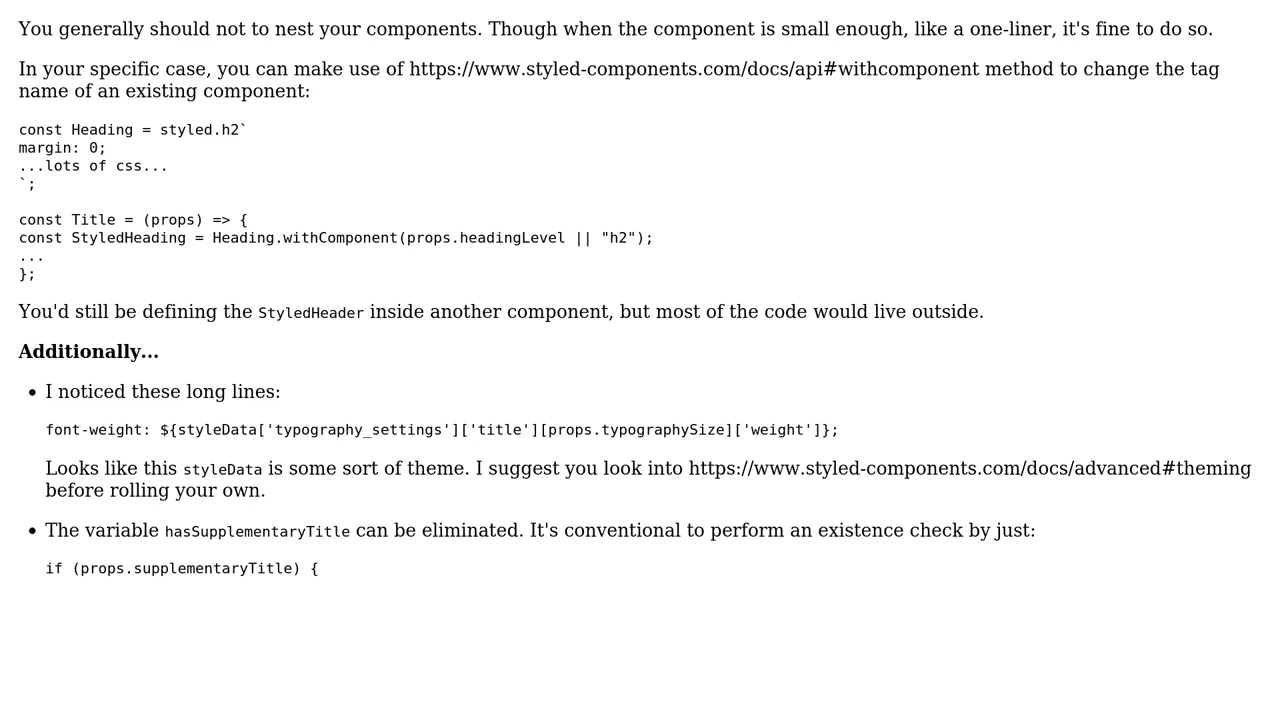 You generally should not to nest your components. Though when the component is small enough, like a one-liner, it's fine to do so.
In your specific case, you can make use of https://www.styled-components.com/docs/api#withcomponent method to change the tag
name of an existing component:
const Heading = styled.h2`
margin: 0;
...lots of css...
`;
const Title = (props) => {
const StyledHeading = Heading.withComponent(props.headingLevel || "h2");
...
};
You'd still be defining the StyledHeader inside another component, but most of the code would live outside.
Additionally...
• I noticed these long lines:
font-weight: ${styleData['typography_settings']['title'][props.typographySize]['weight']};
Looks like this styleData is some sort of theme. I suggest you look into https://www.styled-components.com/docs/advanced#theming
before rolling your own.
• The variable hasSupplementaryTitle can be eliminated. It's conventional to perform an existence check by just:
if (props.supplementaryTitle) {